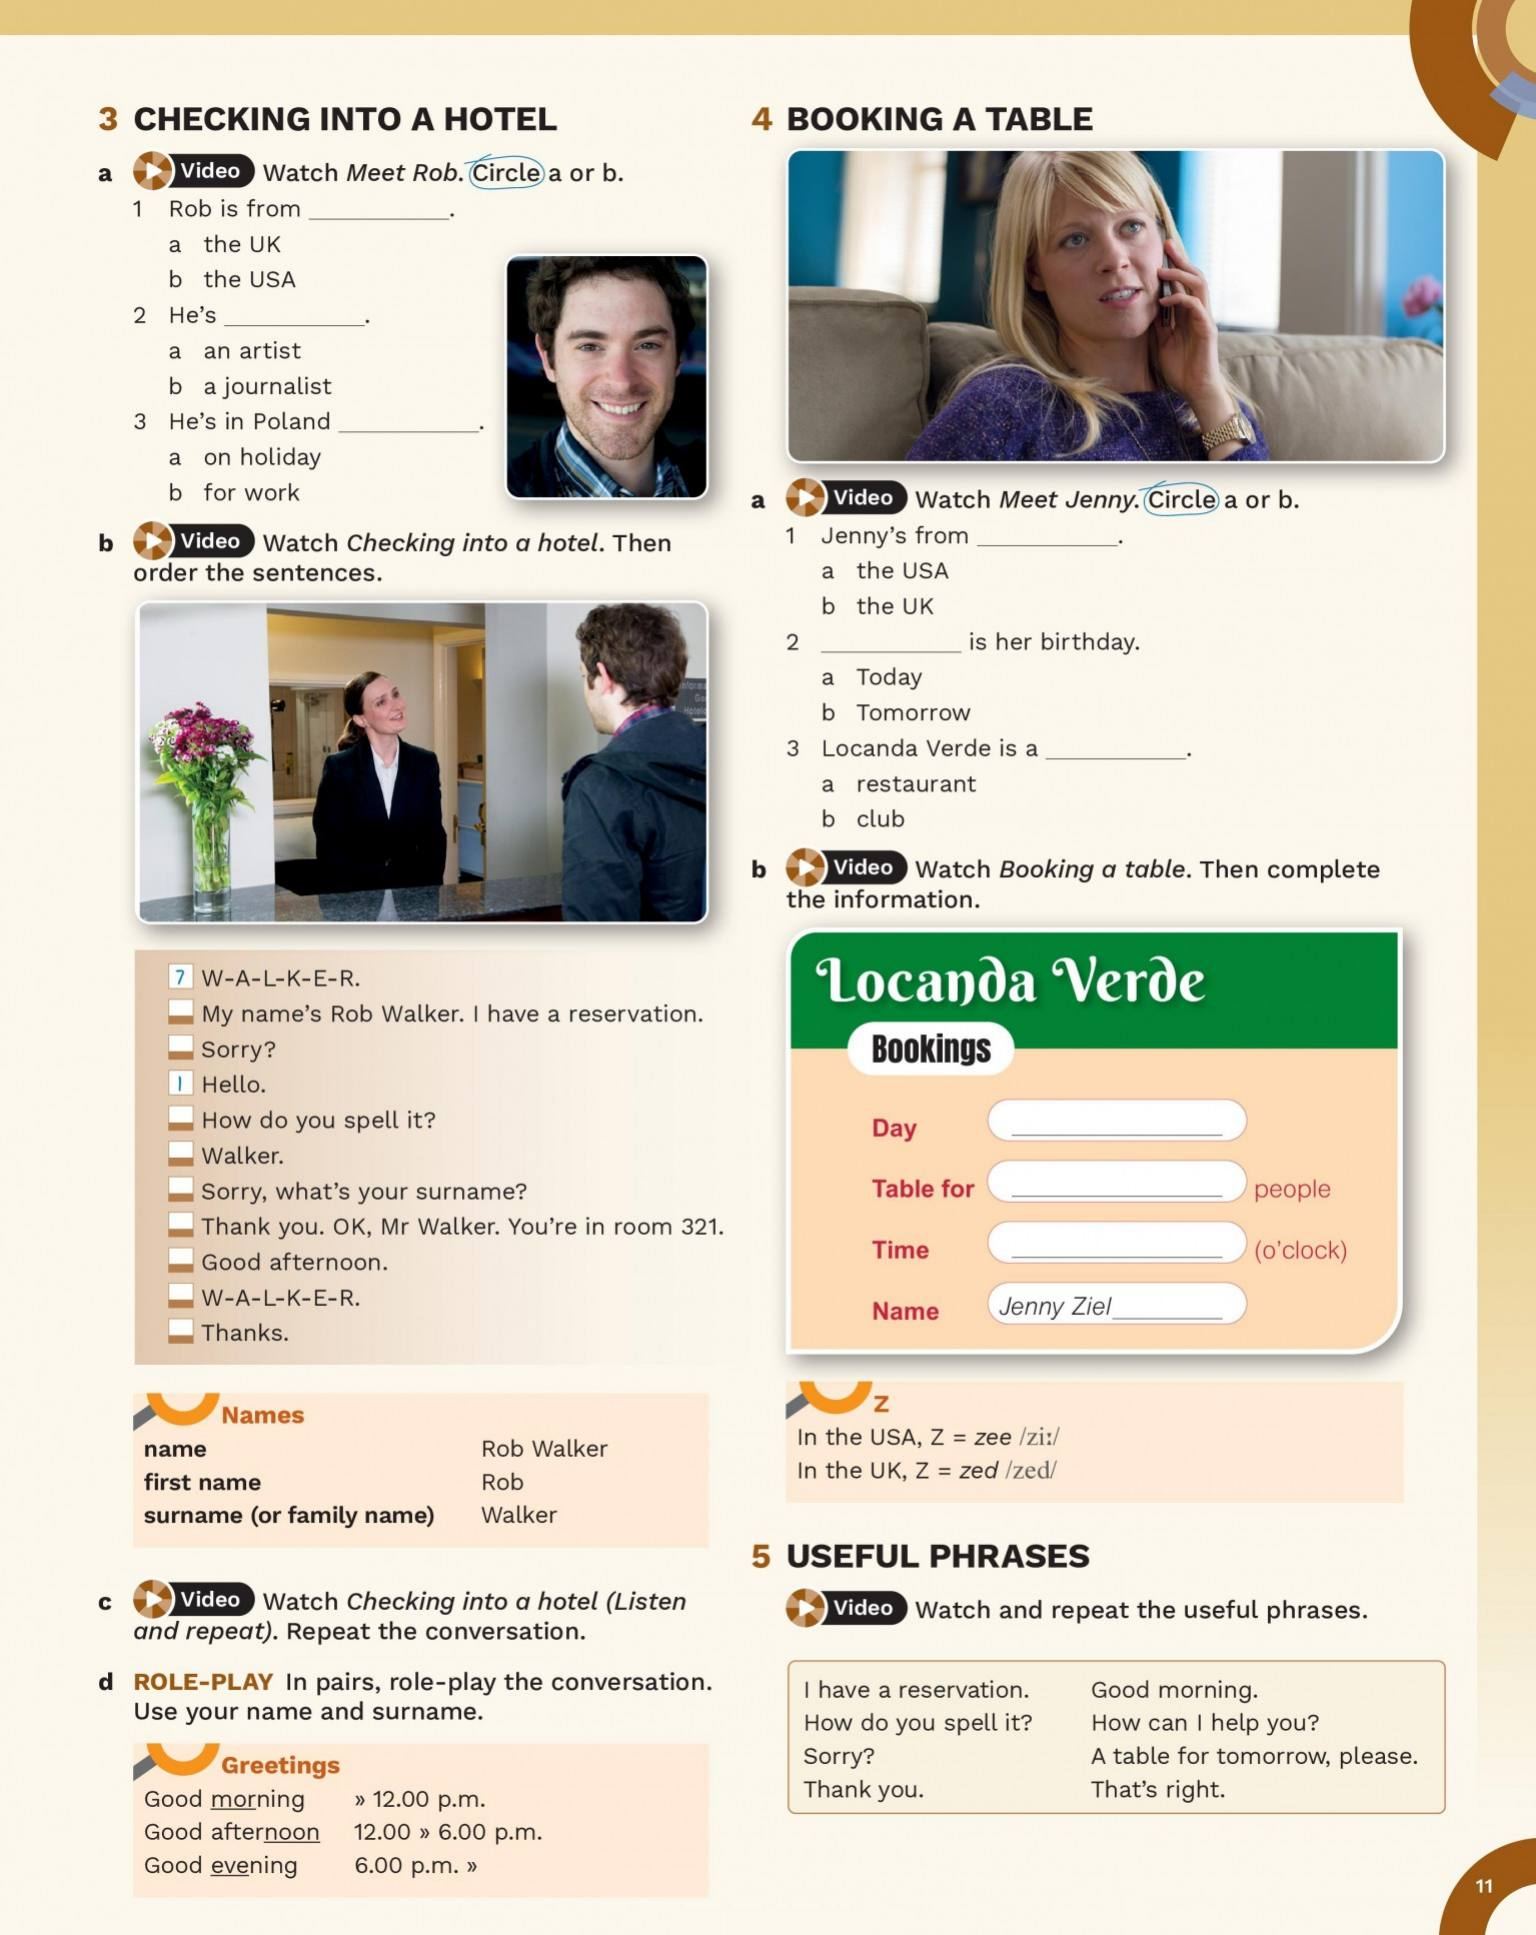 3 CHECKING INTO A HOTEL
a Video Watch Meet Rob. Circle a or b.
1 Rob is from ____________.
a the UK
b the USA
2 He's ____________.
a an artist
b a journalist
3 He's in Poland ____________.
a on holiday
b for work
b Video Watch Checking into a hotel. Then
order the sentences.
7 W-A-L-K-E-R.
My name's Rob Walker. I have a reservation.
Sorry?
1 Hello.
How do you spell it?
Walker.
Sorry, what's your surname?
Thank you. OK, Mr Walker. You're in room 321.
Good afternoon.
W-A-L-K-E-R.
Thanks.
Names
name Rob Walker
first name Rob
surname (or family name) Walker
c Video Watch Checking into a hotel (Listen
and repeat). Repeat the conversation.
d ROLE-PLAY In pairs, role-play the conversation.
Use your name and surname.
Greetings
Good morning » 12.00 p.m.
Good afternoon 12.00 » 6.00 p.m.
Good evening 6.00 p.m. »
4 BOOKING A TABLE
a Video Watch Meet Jenny. Circle a or b.
1 Jenny's from ____________.
a the USA
b the UK
2 ____________ is her birthday.
a Today
b Tomorrow
3 Locanda Verde is a ____________.
a restaurant
b club
b Video Watch Booking a table. Then complete
the information.
Locanda Verde
Bookings
Day ____________
Table for ____________ people
Time ____________ (o'clock)
Name Jenny Ziel____________
Z
In the USA, Z = zee /ziː/
In the UK, Z = zed /zed/
5 USEFUL PHRASES
Video Watch and repeat the useful phrases.
I have a reservation. Good morning.
How do you spell it? How can I help you?
Sorry? A table for tomorrow, please.
Thank you. That's right.
11